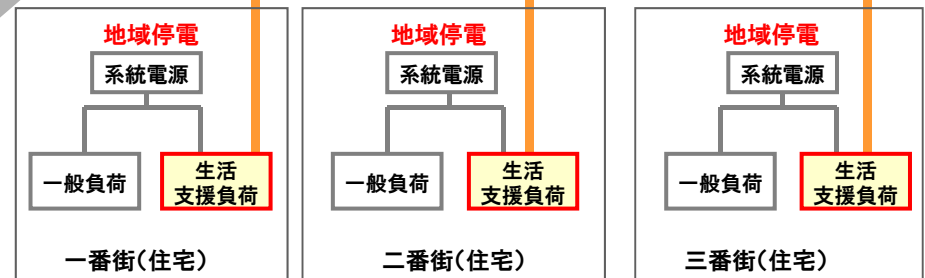 地域停電
系統電源
一般負荷
生活
支援負荷
一番街(住宅)
地域停電
系統電源
一般負荷
生活
支援負荷
二番街(住宅)
地域停電
系統電源
一般負荷
生活
支援負荷
三番街(住宅)